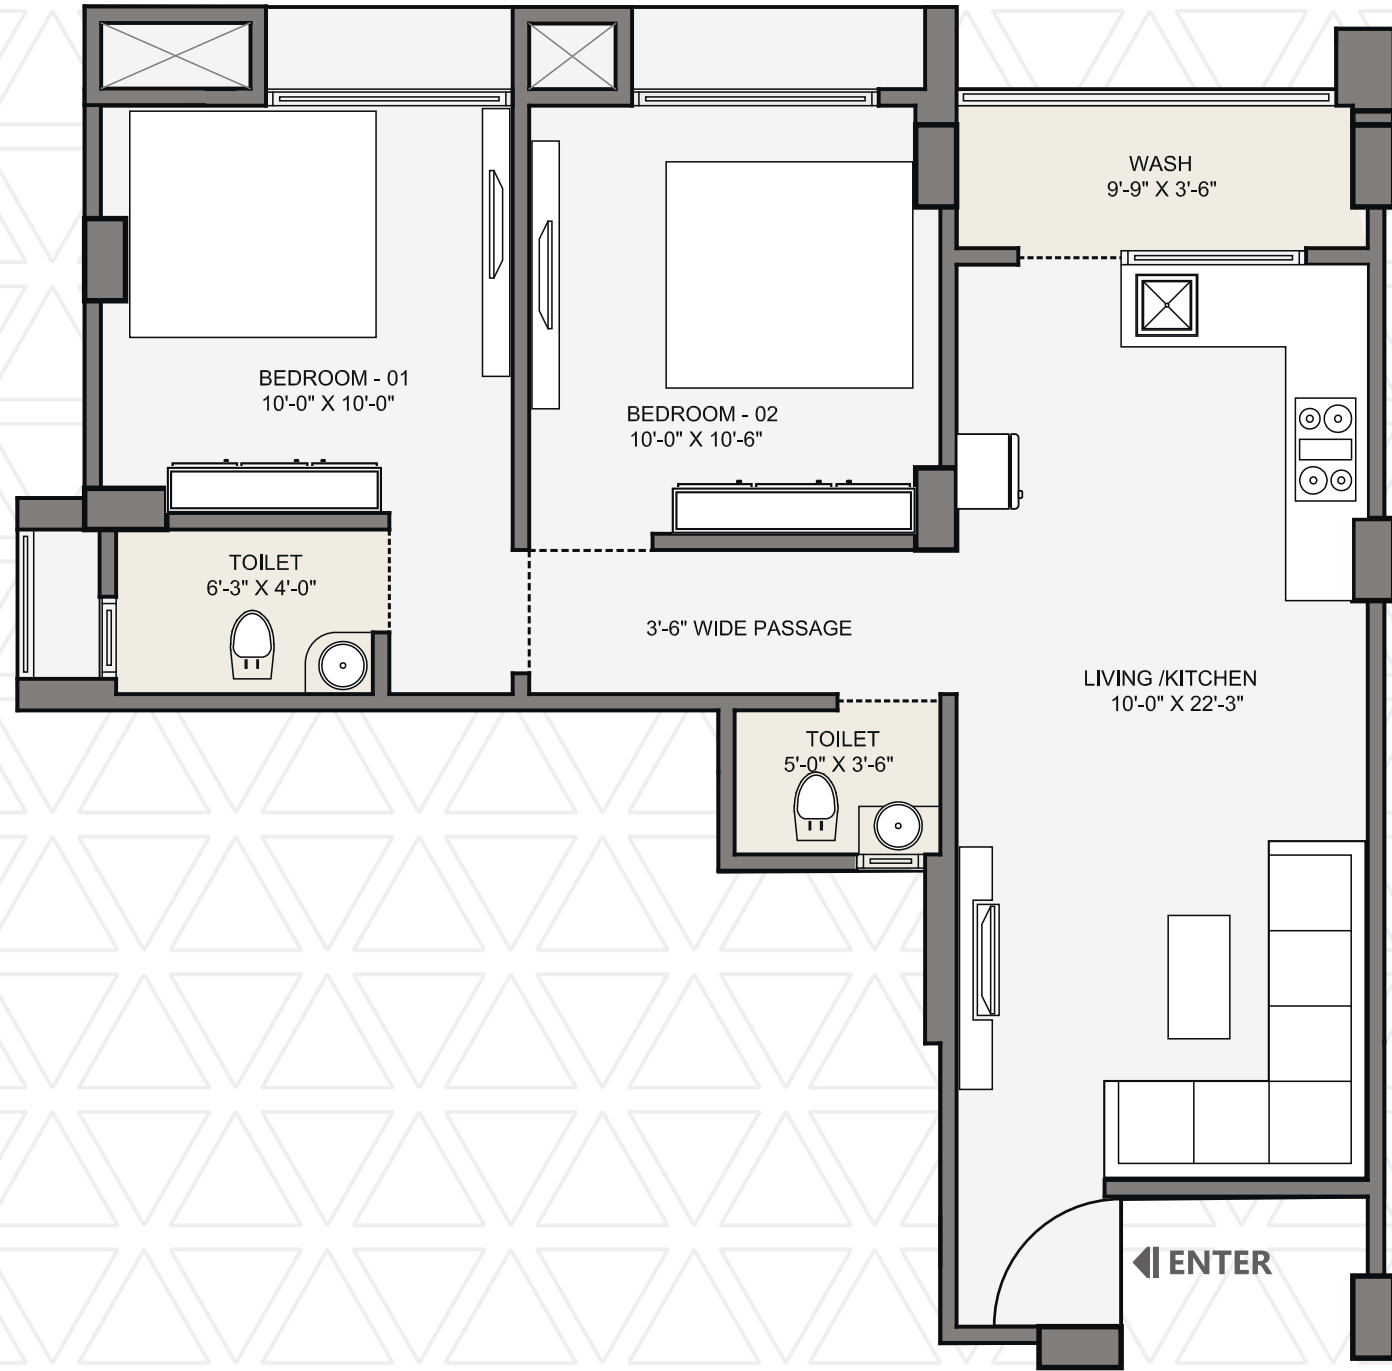 WASH
9'-9" X 3'-6"
BEDROOM - 01
10'-0" X 10'-0"
BEDROOM - 02
10'-0" X 10'-6"
TOILET
6'-3" X 4'-0"
3'-6" WIDE PASSAGE
LIVING /KITCHEN
10'-0" X 22'-3"
TOILET
5'-0" X 3'-6"
ENTER